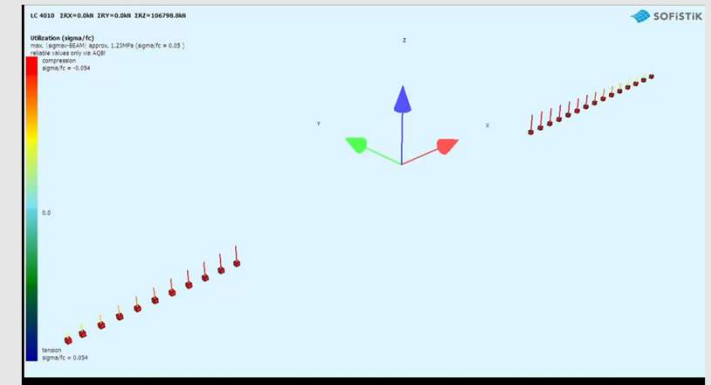 LC 4010 ΣRX=0.0kN ΣRY=0.0kN ΣRZ=106798.8kN
SOFiSTiK
Utilization (sigma/fc)
max. (sigmav-BEAM) approx. 1.23MPa (sigma/fc = 0.05 )
reliable values only via AQB!
compression
sigma/fc = -0.054
Z
Y
X
0.0
tension
sigma/fc = 0.054